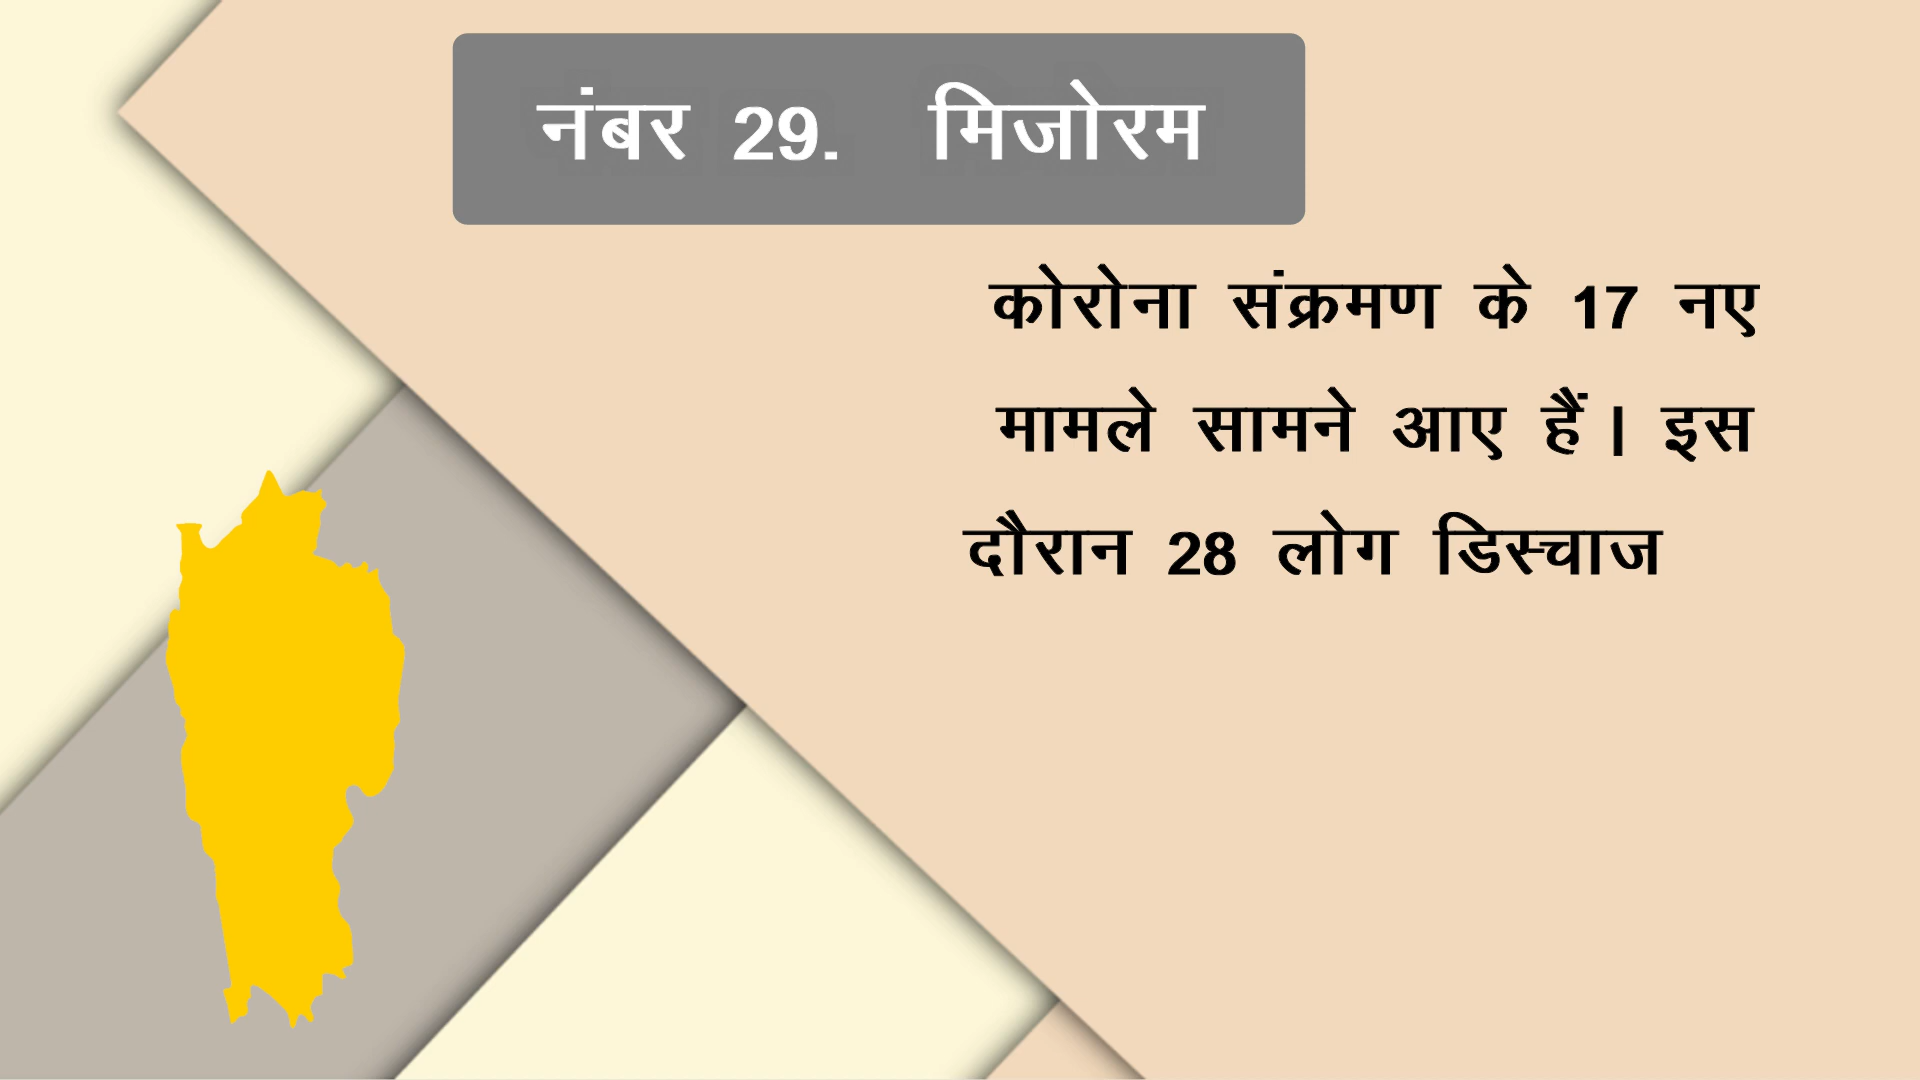 नंबर 29. मिजोरम
कोरोना संक्रमण के 17 नए
मामले सामने आए हैं। इस
दौरान 28 लोग डिस्चाज